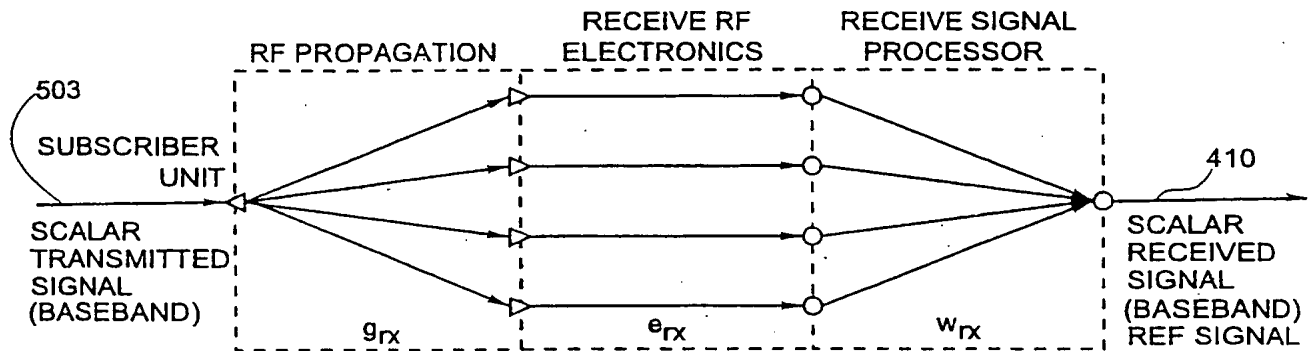 RF PROPAGATION
RECEIVE RF
ELECTRONICS
RECEIVE SIGNAL
PROCESSOR
503
SUBSCRIBER
UNIT
SCALAR
TRANSMITTED
SIGNAL
(BASEBAND)
410
SCALAR
RECEIVED
SIGNAL
(BASEBAND)
REF SIGNAL
grx
erx
wrx